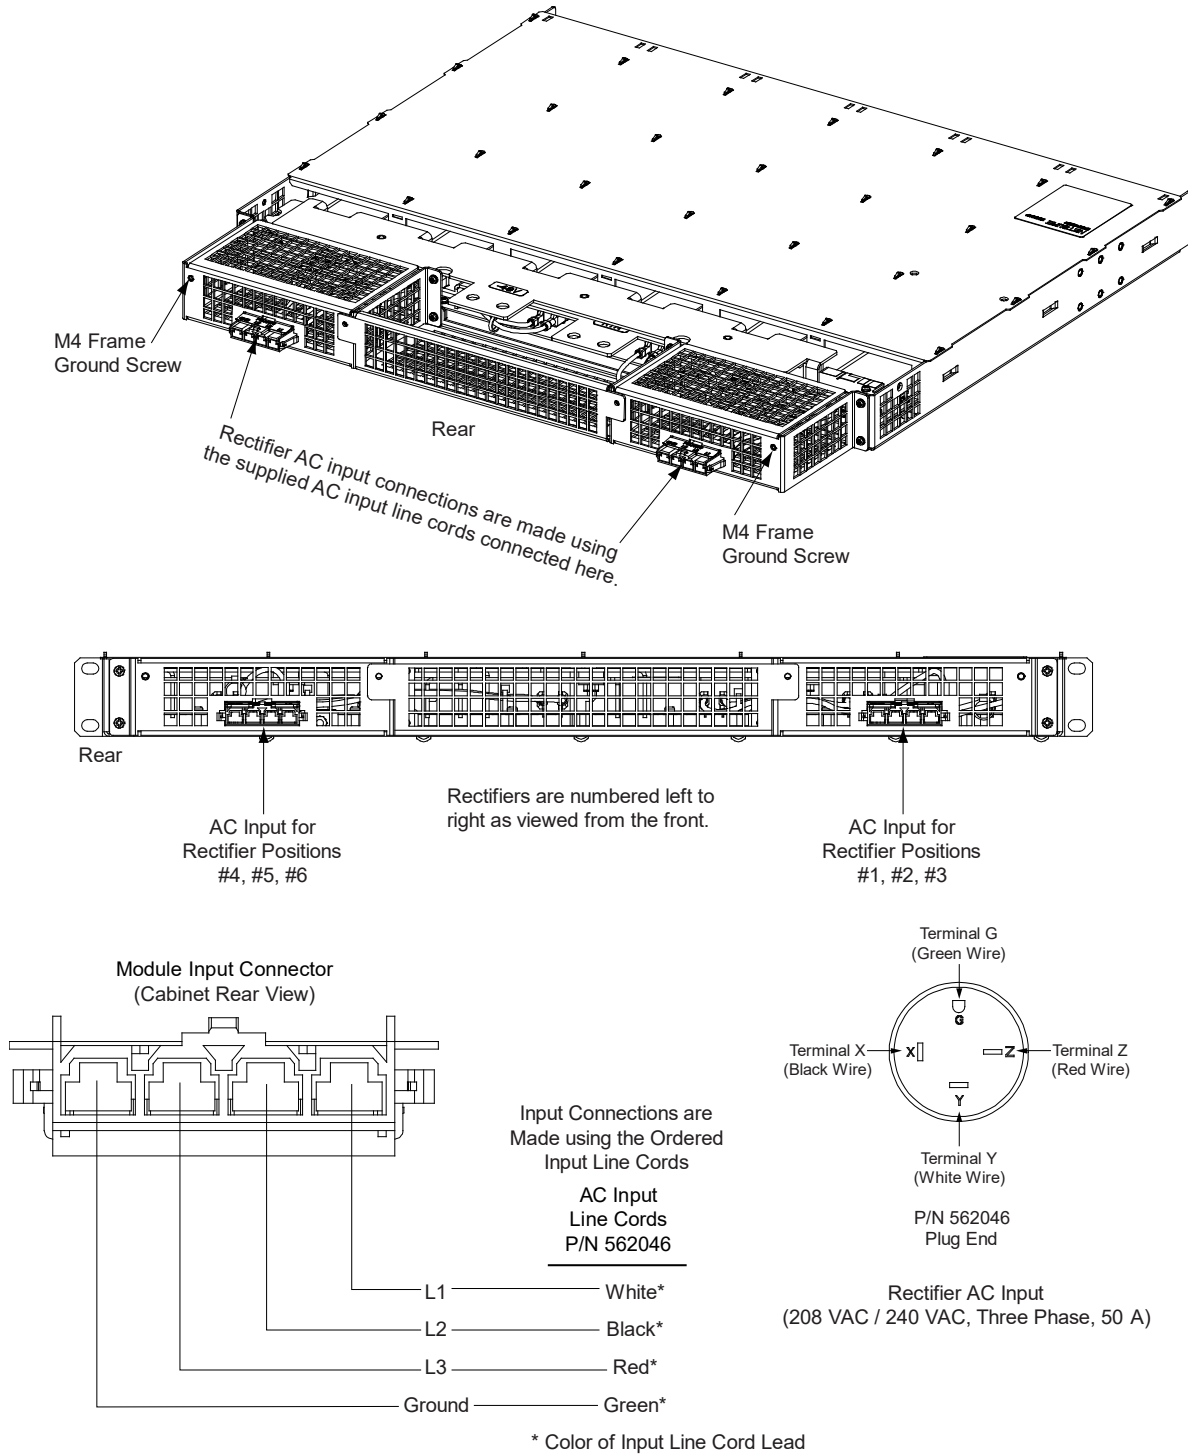 M4 Frame
Ground Screw
Rear
Rectifier AC input connections are made using
the supplied AC input line cords connected here.
M4 Frame
Ground Screw
Rear
Rectifiers are numbered left to
right as viewed from the front.
AC Input for
Rectifier Positions
#4, #5, #6
AC Input for
Rectifier Positions
#1, #2, #3
Module Input Connector
(Cabinet Rear View)
Input Connections are
Made using the Ordered
Input Line Cords
AC Input
Line Cords
P/N 562046
L1 White*
L2 Black*
L3 Red*
Ground Green*
* Color of Input Line Cord Lead
Terminal G
(Green Wire)
G
Terminal X
(Black Wire)
X
Z
Terminal Z
(Red Wire)
Y
Terminal Y
(White Wire)
P/N 562046
Plug End
Rectifier AC Input
(208 VAC / 240 VAC, Three Phase, 50 A)